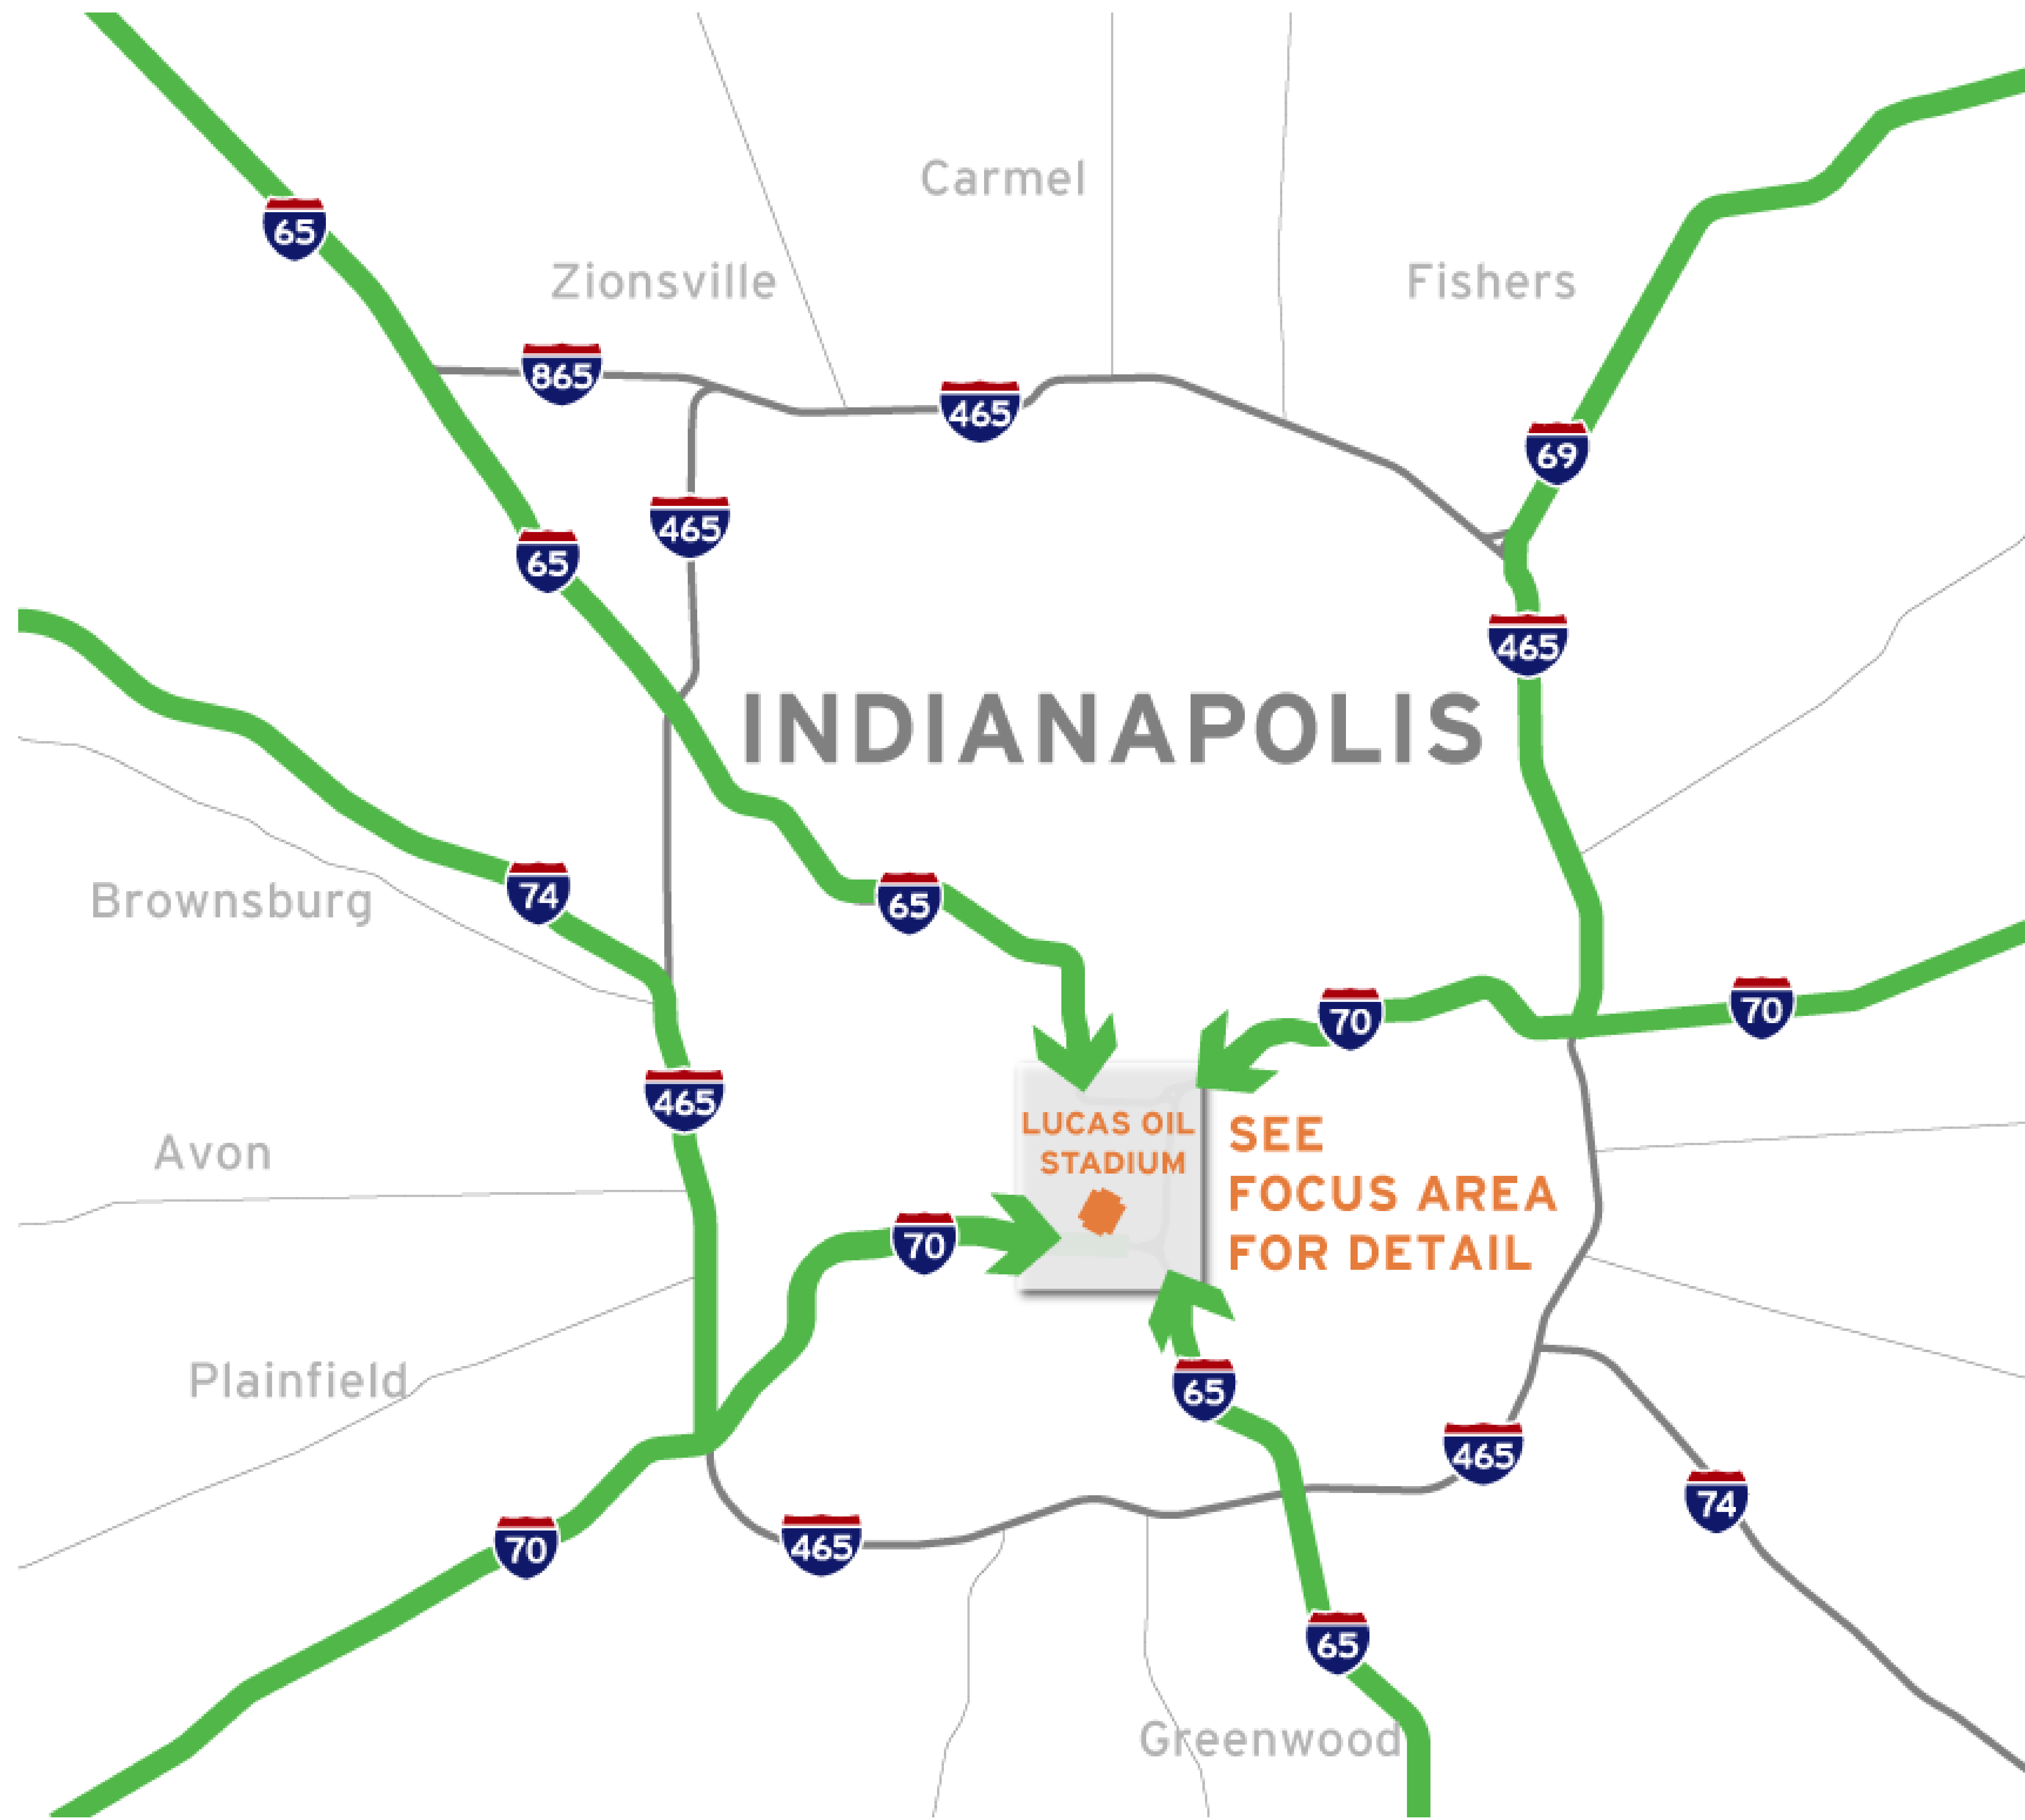 Carmel
65
Zionsville
Fishers
865
465
69
465
65
465
INDIANAPOLIS
74
65
Brownsburg
70
70
465
LUCAS OIL
STADIUM
SEE
FOCUS AREA
FOR DETAIL
Avon
70
Plainfield
65
465
74
70
465
65
Greenwood